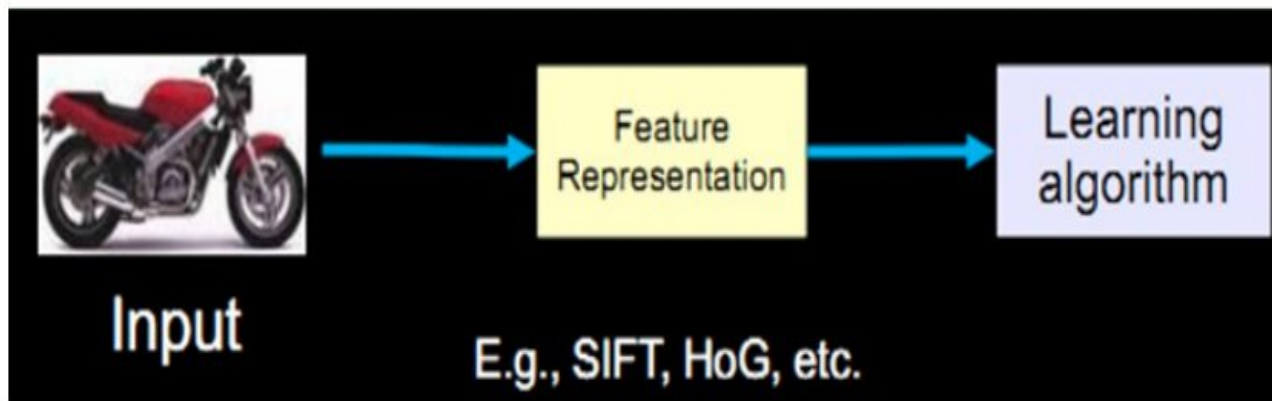 Feature
Representation
Learning
algorithm
Input
E.g., SIFT, HoG, etc.